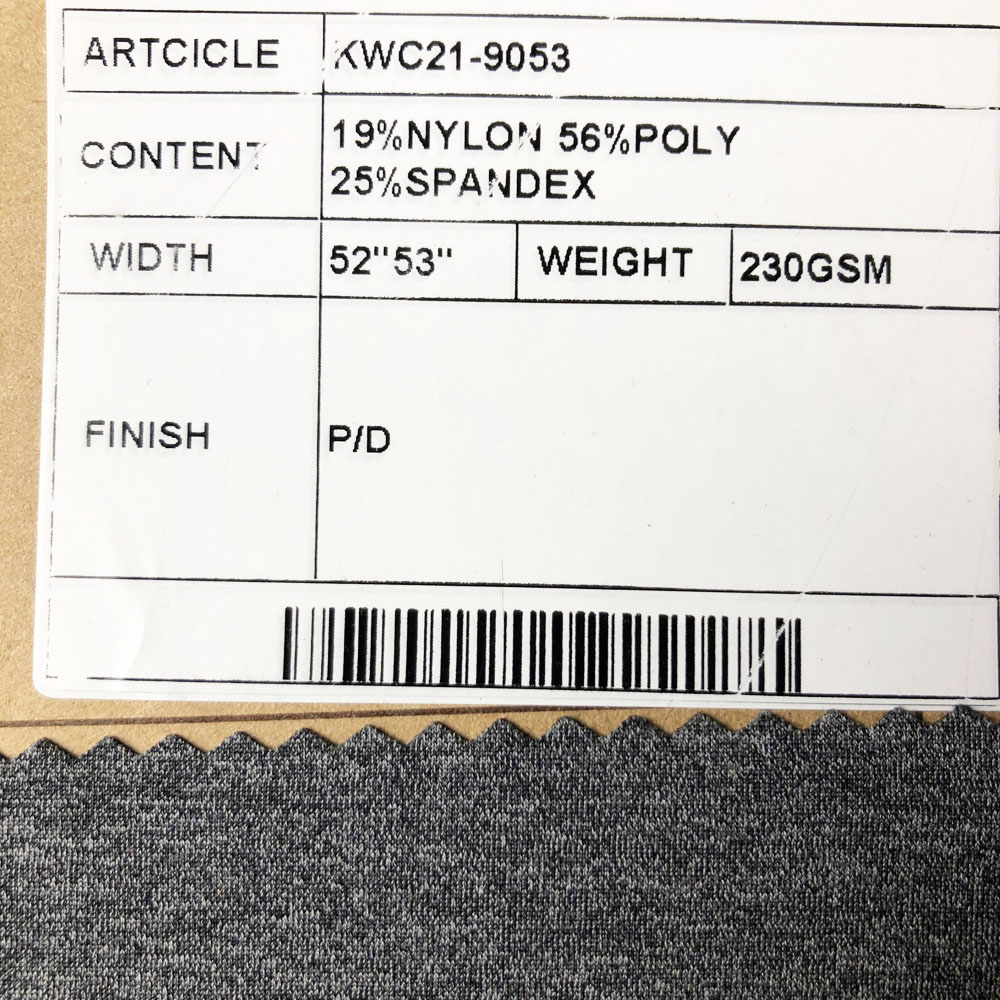 ARTCICLE KWC21-9053
CONTENT 19%NYLON 56%POLY
25%SPANDEX
WIDTH 52"53" WEIGHT 230GSM
FINISH P/D